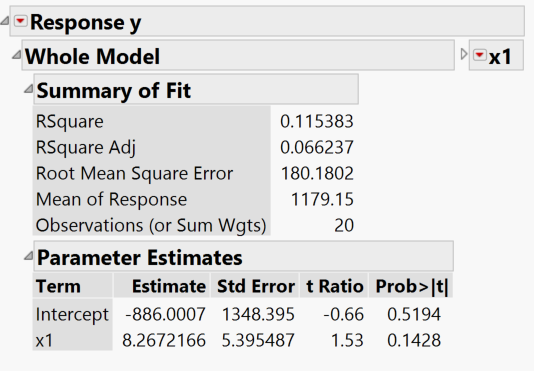 Response y
Whole Model x1
Summary of Fit
RSquare 0.115383
RSquare Adj 0.066237
Root Mean Square Error 180.1802
Mean of Response 1179.15
Observations (or Sum Wgts) 20
Parameter Estimates
Term Estimate Std Error t Ratio Prob>|t|
Intercept -886.0007 1348.395 -0.66 0.5194
x1 8.2672166 5.395487 1.53 0.1428